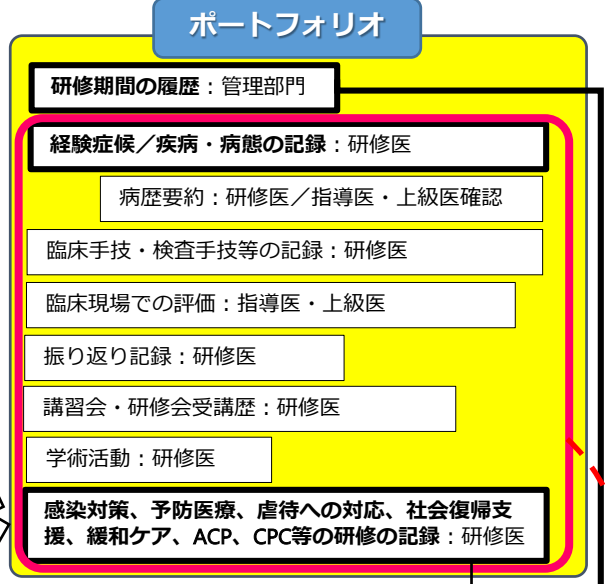 ポートフォリオ
研修期間の履歴：管理部門
経験症候／疾病・病態の記録：研修医
病歴要約：研修医／指導医・上級医確認
臨床手技・検査手技等の記録：研修医
臨床現場での評価：指導医・上級医
振り返り記録：研修医
講習会・研修会受講歴：研修医
学術活動：研修医
感染対策、予防医療、虐待への対応、社会復帰支
援、緩和ケア、ACP、CPC等の研修の記録：研修医